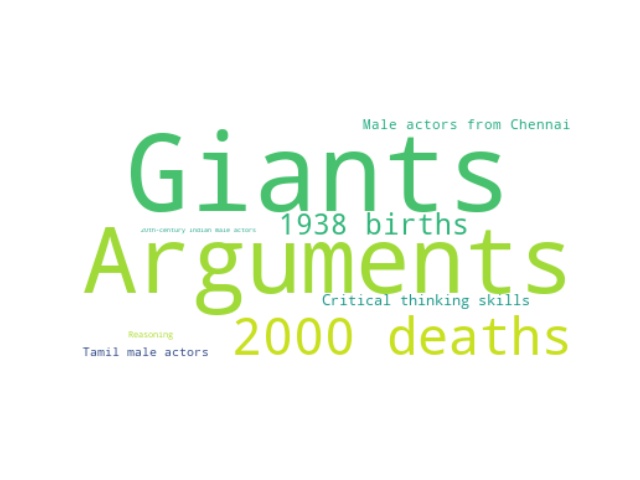 Male actors from Chennai
Giants
1938 births
20th-century Indian male actors
Arguments
Critical thinking skills
2000 deaths
Reasoning
Tamil male actors